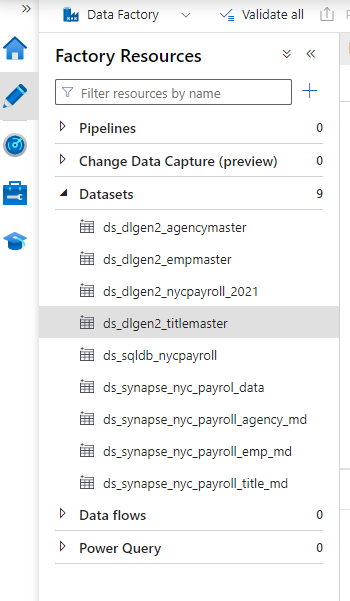 Data Factory
Validate all
Factory Resources
Filter resources by name
Pipelines 0
Change Data Capture (preview) 0
Datasets 9
ds_dlgen2_agencymaster
ds_dlgen2_empmaster
ds_dlgen2_nycpayroll_2021
ds_dlgen2_titlemaster
ds_sqldb_nycpayroll
ds_synapse_nyc_payrol_data
ds_synapse_nyc_payroll_agency_md
ds_synapse_nyc_payroll_emp_md
ds_synapse_nyc_payroll_title_md
Data flows 0
Power Query 0